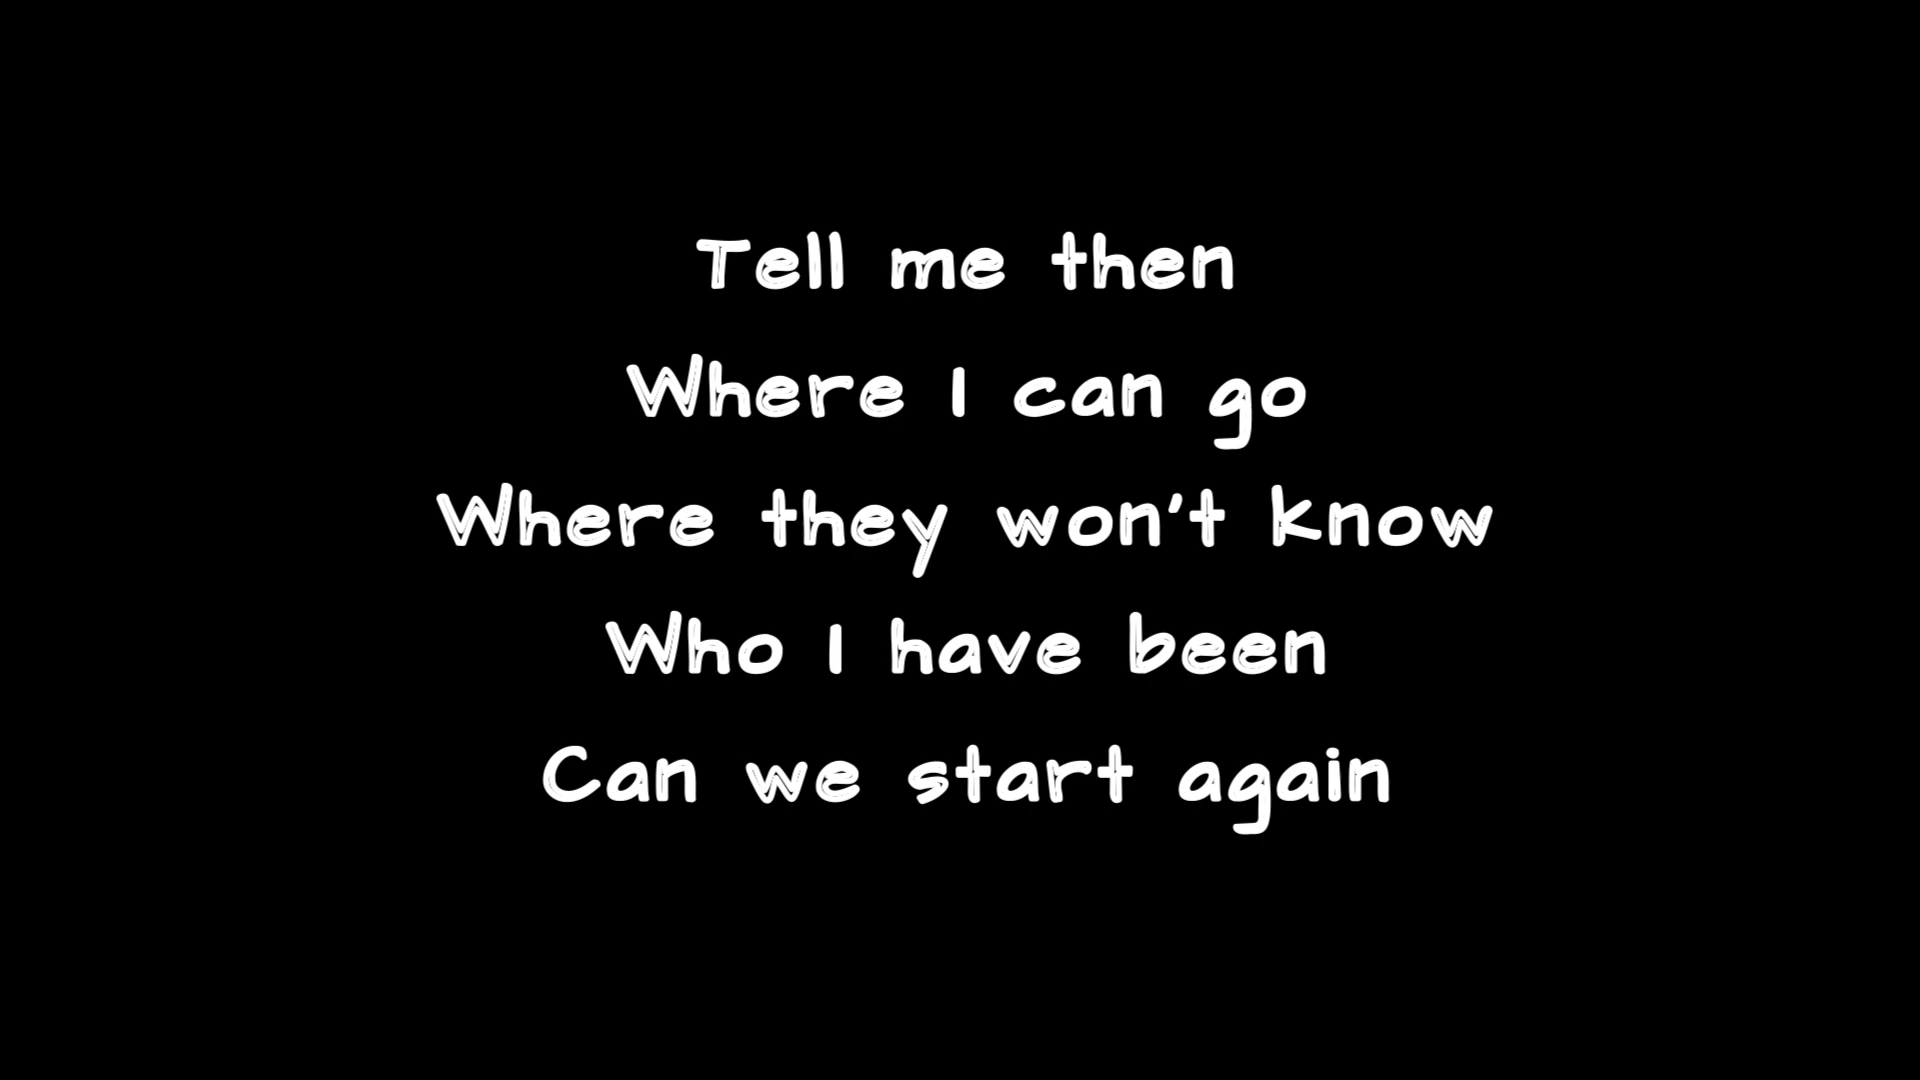 Tell me then
Where I can go
Where they won't know
Who I have been
Can we start again